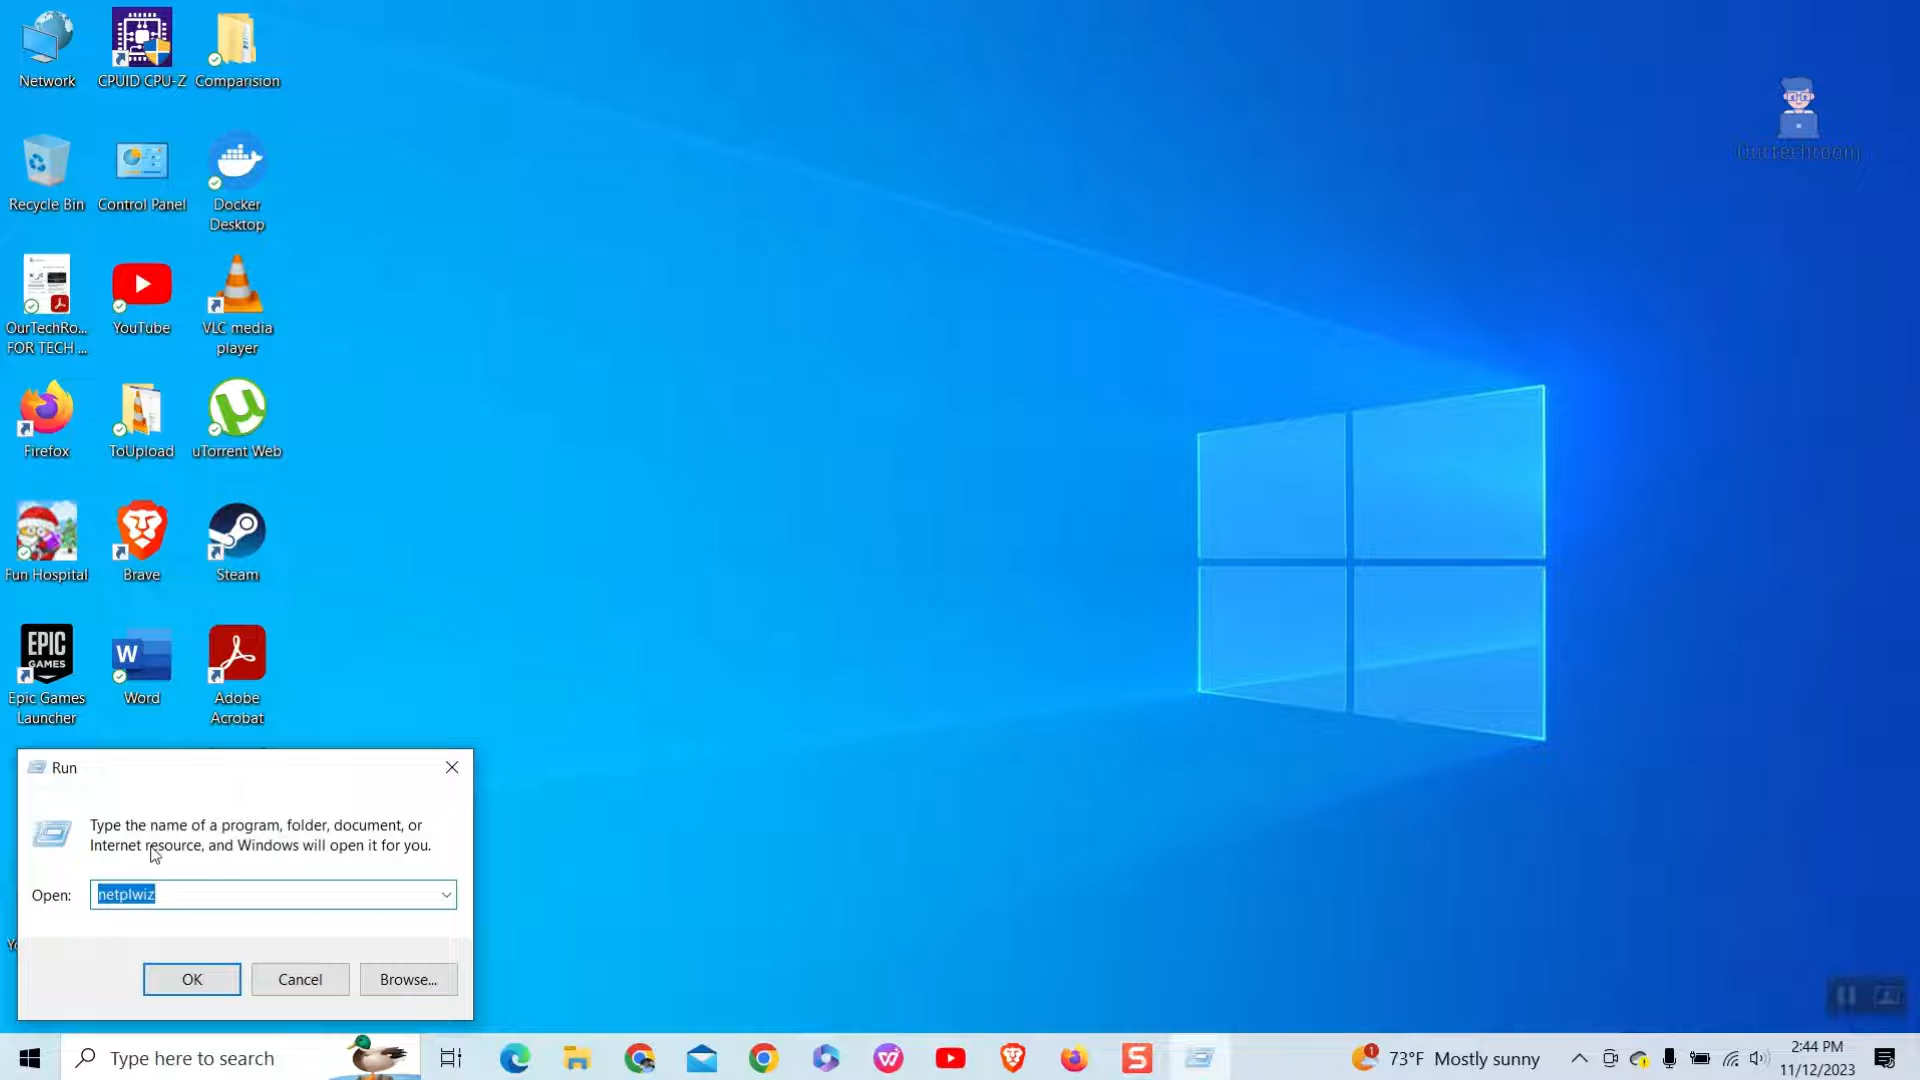 Network
CPUID CPU-Z
Comparision
Recycle Bin
Control Panel
Docker
Desktop
OurTechRo...
FOR TECH ...
YouTube
VLC media
player
Firefox
ToUpload
uTorrent Web
Fun Hospital
Brave
Steam
EPIC
GAMES
Epic Games
Launcher
W
Word
Adobe
Acrobat
Run
Type the name of a program, folder, document, or
Internet resource, and Windows will open it for you.
Open:
netplwiz
OK
Cancel
Browse...
Type here to search
S
1
73°F Mostly sunny
2:44 PM
11/12/2023